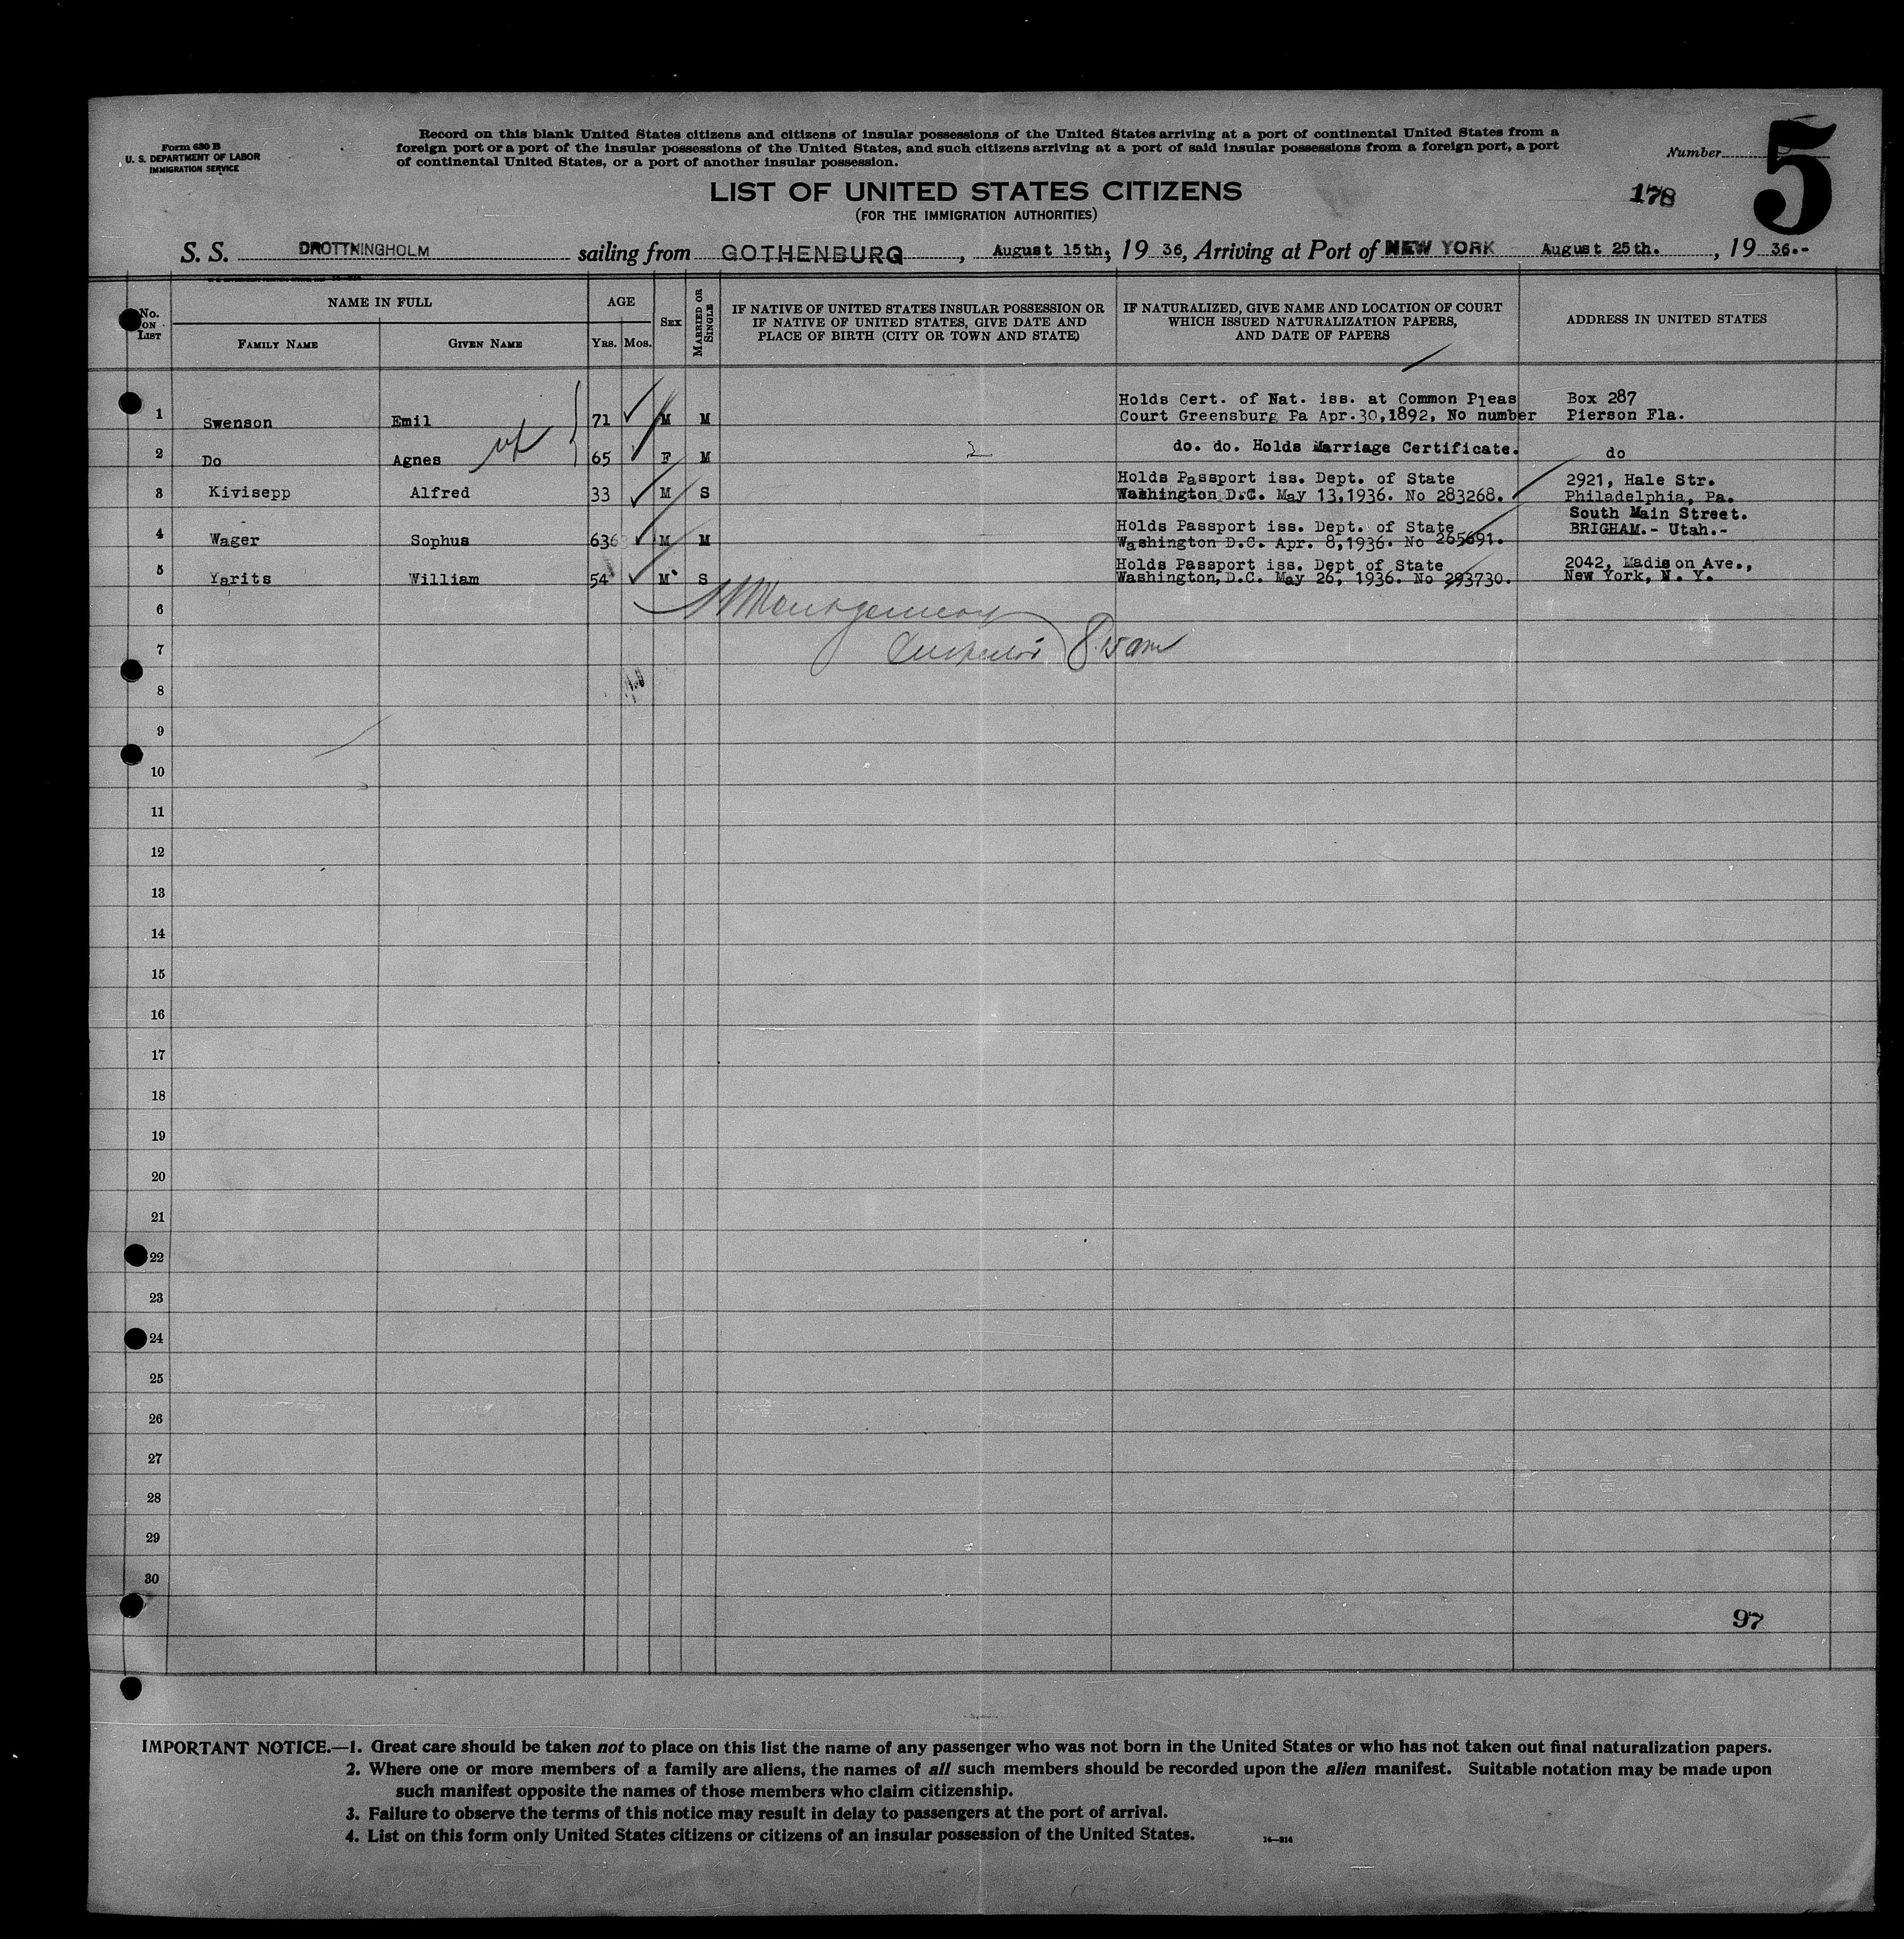 Form 630 B
U. S. DEPARTMENT OF LABOR
IMMIGRATION SERVICE
Record on this blank United States citizens and citizens of insular possessions of the United States arriving at a port of continental United States from a
foreign port or a port of the insular possessions of the United States, and such citizens arriving at a port of said insular possessions from a foreign port, a port
of continental United States, or a port of another insular possession.
Number 5
LIST OF UNITED STATES CITIZENS
178
(FOR THE IMMIGRATION AUTHORITIES)
S. S. DROTTNINGHOLM sailing from GOTHENBURG, August 15th, 1936, Arriving at Port of NEW YORK August 25th., 1936.-
No. ON LIST
NAME IN FULL
FAMILY NAME
GIVEN NAME
AGE
YRS. MOS.
SEX
MARRIED OR SINGLE
IF NATIVE OF UNITED STATES INSULAR POSSESSION OR
IF NATIVE OF UNITED STATES, GIVE DATE AND
PLACE OF BIRTH (CITY OR TOWN AND STATE)
IF NATURALIZED, GIVE NAME AND LOCATION OF COURT
WHICH ISSUED NATURALIZATION PAPERS,
AND DATE OF PAPERS
ADDRESS IN UNITED STATES
1 Swenson Emil 71 M M Holds Cert. of Nat. iss. at Common Pleas
Court Greensburg Pa Apr.30,1892, No number
Box 287
Pierson Fla.
2 Do Agnes 65 F M do. do. Holds Marriage Certificate. do
3 Kivisepp Alfred 33 M S Holds Passport iss. Dept. of State
Washington D.C. May 13,1936. No 283268.
2921, Hale Str.
Philadelphia, Pa.
4 Wager Sophus 63 M M Holds Passport iss. Dept. of State
Washington D.C. Apr. 8,1936. No 265691.
South Main Street.
BRIGHAM.- Utah.-
5 Yarits William 54 M S Holds Passport iss. Dept of State
Washington, D.C. May 26, 1936. No 293730.
2042, Madison Ave.,
New York, N. Y.
6
Montgomery
7
Inspector 8.15 am
8
9
10
11
12
13
14
15
16
17
18
19
20
21
22
23
24
25
26
27
28
29
30
97
IMPORTANT NOTICE.—1. Great care should be taken not to place on this list the name of any passenger who was not born in the United States or who has not taken out final naturalization papers.
2. Where one or more members of a family are aliens, the names of all such members should be recorded upon the alien manifest. Suitable notation may be made upon
such manifest opposite the names of those members who claim citizenship.
3. Failure to observe the terms of this notice may result in delay to passengers at the port of arrival.
4. List on this form only United States citizens or citizens of an insular possession of the United States.
14—314